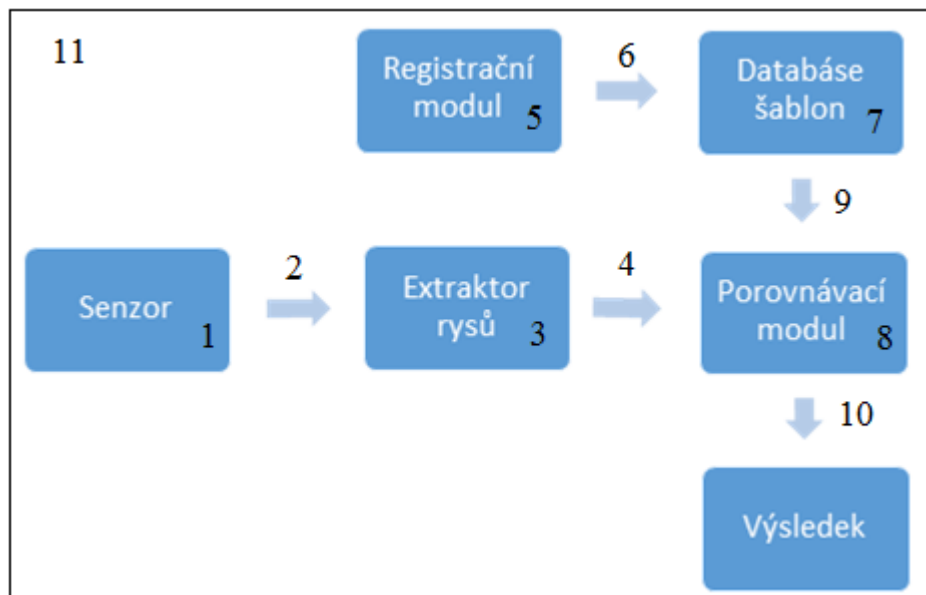 11
Registrační
modul 5
6
Databáse
šablon 7
9
Senzor
1
2
Extraktor
rysů 3
4
Porovnávací
modul 8
10
Výsledek